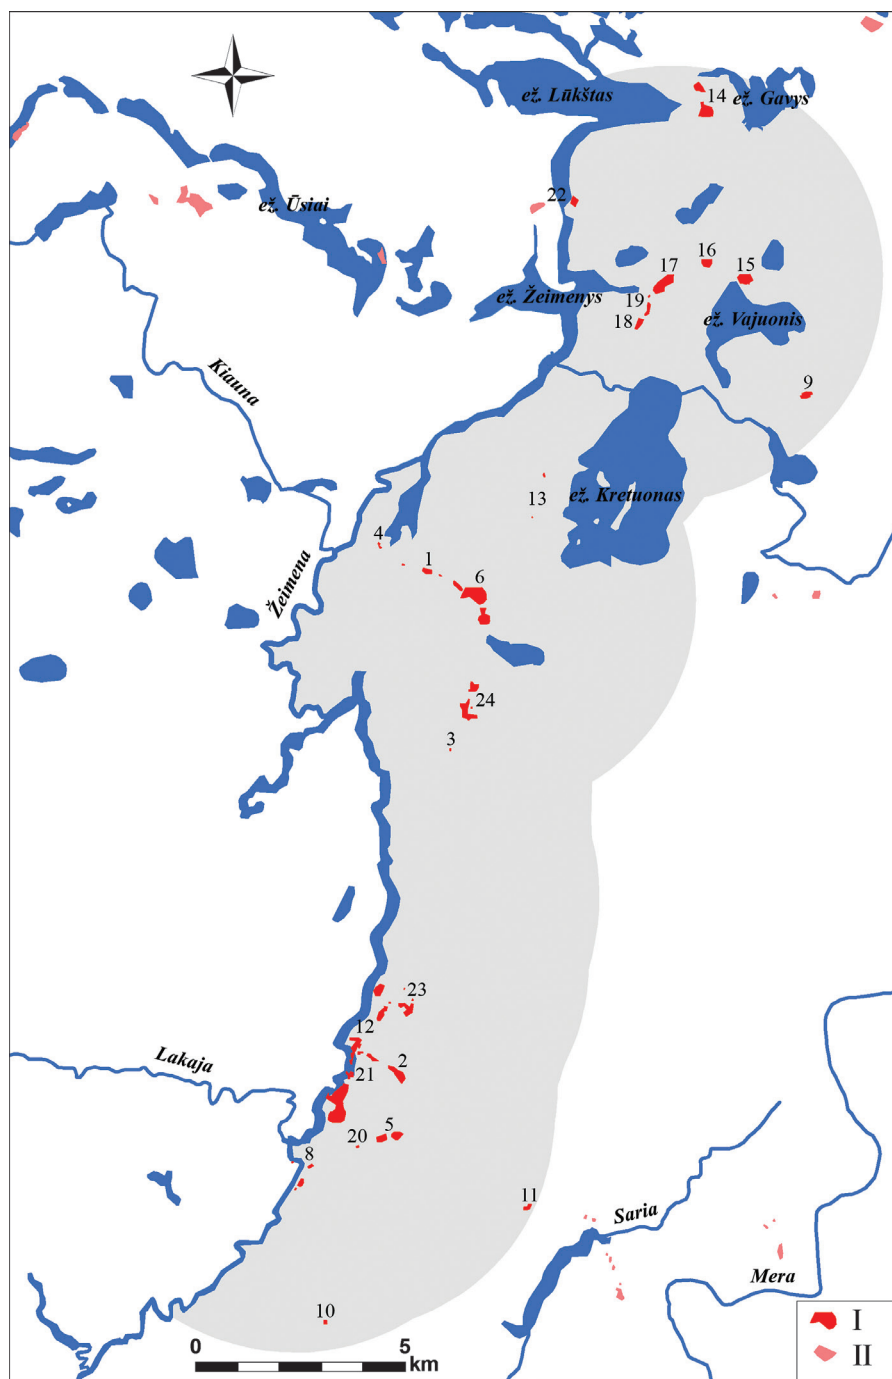 ež. Lūkštas
14
ež. Gavys
22
ež. Ūsiai
17
16
15
ež. Žeimenys
19
18
ež. Vajuonis
Kiauna
9
ež. Kretuonas
13
4
1
6
Žeimena
24
3
23
12
Lakaja
21
2
20
5
8
11
Saria
Mera
10
0
5
km
I
II